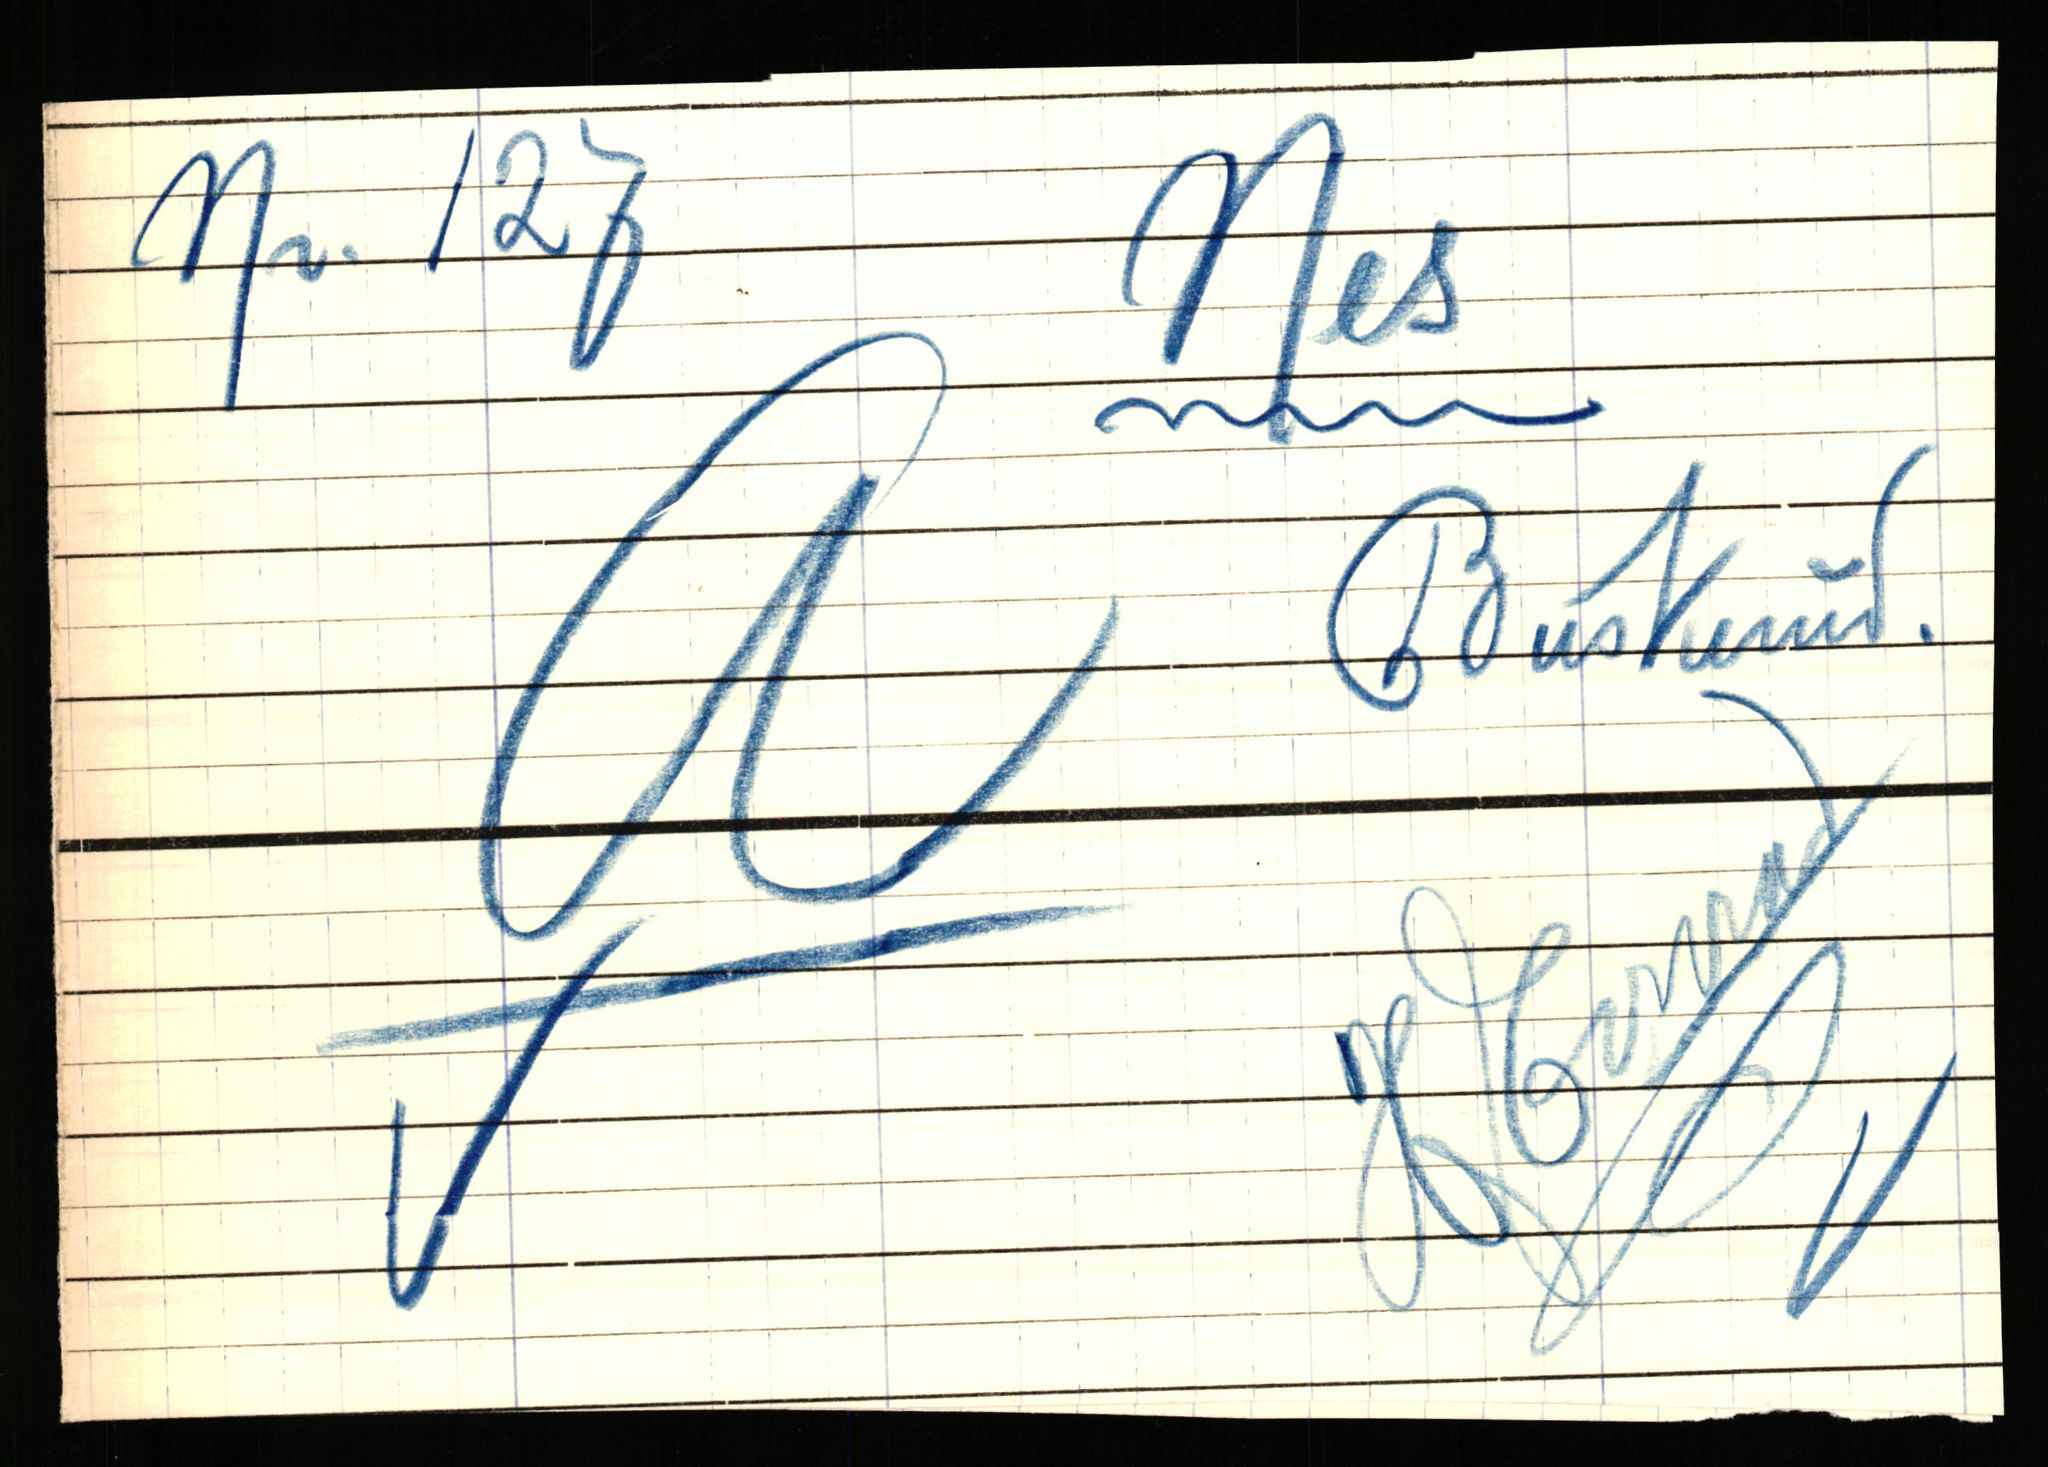 Nr. 127
Nes
Buskerud.
A